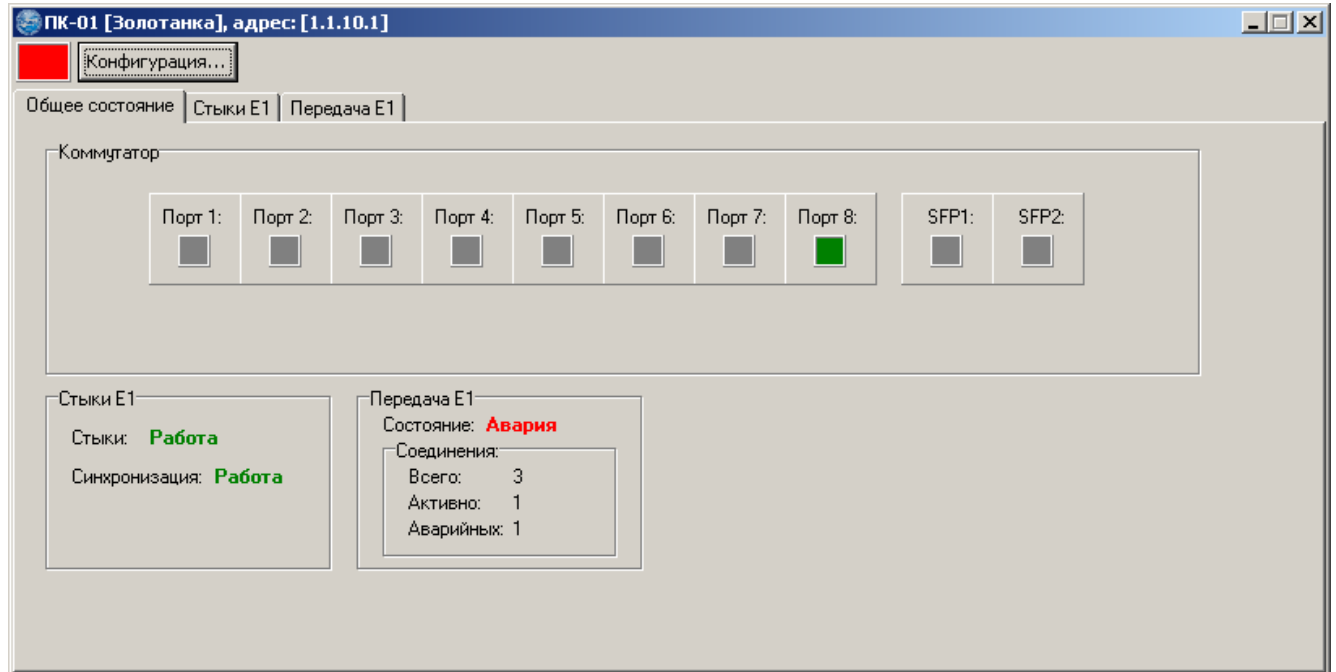 ПК-01 [Золотанка], адрес: [1.1.10.1]
Конфигурация...
Общее состояние Стыки E1 Передача E1
Коммутатор
Порт 1: Порт 2: Порт 3: Порт 4: Порт 5: Порт 6: Порт 7: Порт 8: SFP1: SFP2:
Стыки E1
Стыки: Работа
Синхронизация: Работа
Передача E1
Состояние: Авария
Соединения:
Всего: 3
Активно: 1
Аварийных: 1